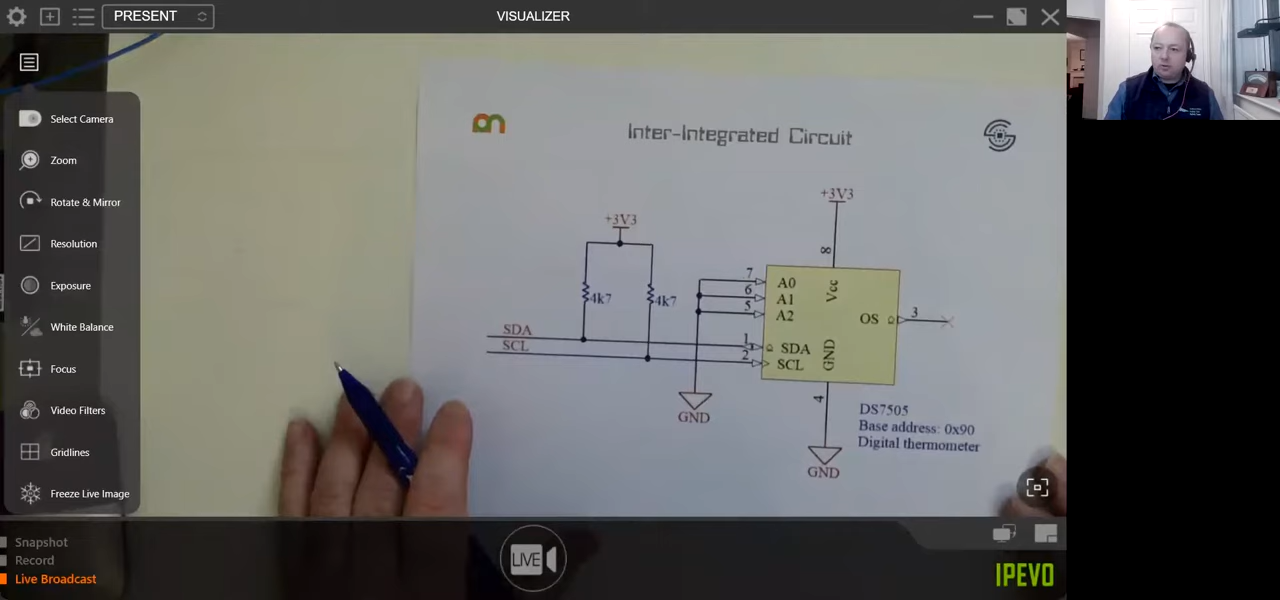 PRESENT
VISUALIZER
Select Camera
Zoom
Rotate & Mirror
Resolution
Exposure
White Balance
Focus
Video Filters
Gridlines
Freeze Live Image
Inter-Integrated Circuit
+3V3
+3V3
8
4k7
4k7
7
6
5
A0
A1
A2
Vcc
OS
3
SDA
SCL
1
2
SDA
SCL
GND
4
GND
GND
DS7505
Base address: 0x90
Digital thermometer
Snapshot
Record
Live Broadcast
LIVE
IPEVO